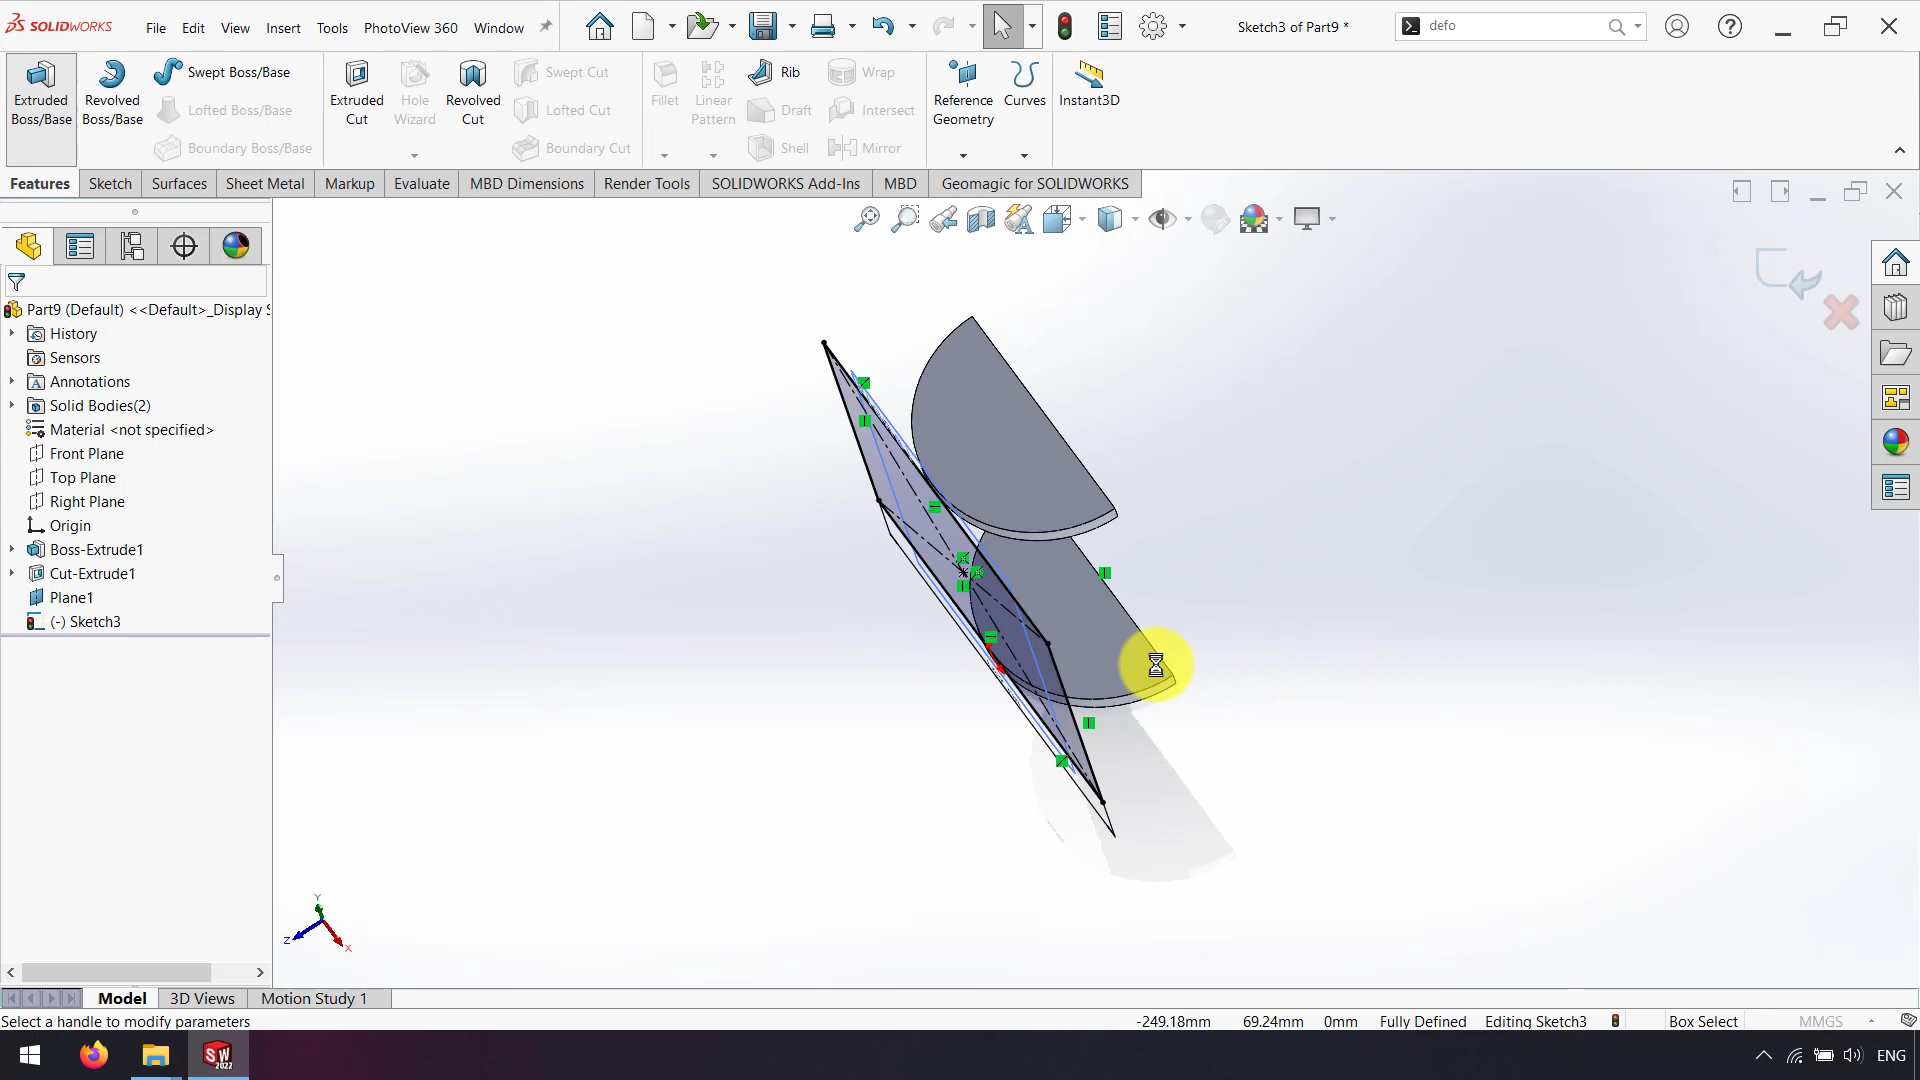 SOLIDWORKS File Edit View Insert Tools PhotoView 360 Window Sketch3 of Part9 * defo
Extruded Boss/Base
Revolved Boss/Base
Swept Boss/Base
Lofted Boss/Base
Boundary Boss/Base
Extruded Cut
Hole Wizard
Revolved Cut
Swept Cut
Lofted Cut
Boundary Cut
Fillet
Linear Pattern
Rib
Draft
Shell
Wrap
Intersect
Mirror
Reference Geometry
Curves
Instant3D
Features Sketch Surfaces Sheet Metal Markup Evaluate MBD Dimensions Render Tools SOLIDWORKS Add-Ins MBD Geomagic for SOLIDWORKS
Part9 (Default) <<Default>_Display S
History
Sensors
Annotations
Solid Bodies(2)
Material <not specified>
Front Plane
Top Plane
Right Plane
Origin
Boss-Extrude1
Cut-Extrude1
Plane1
(-) Sketch3
Y
Z
X
Model 3D Views Motion Study 1
Select a handle to modify parameters -249.18mm 69.24mm 0mm Fully Defined Editing Sketch3 Box Select MMGS
SW
2022
ENG